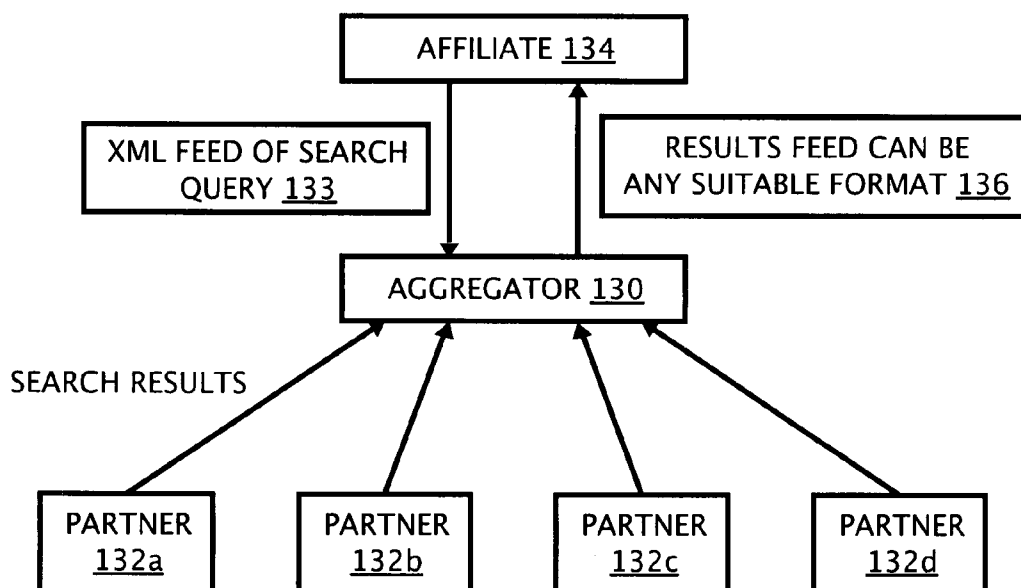 AFFILIATE 134
XML FEED OF SEARCH
QUERY 133
RESULTS FEED CAN BE
ANY SUITABLE FORMAT 136
AGGREGATOR 130
SEARCH RESULTS
PARTNER
132a
PARTNER
132b
PARTNER
132c
PARTNER
132d